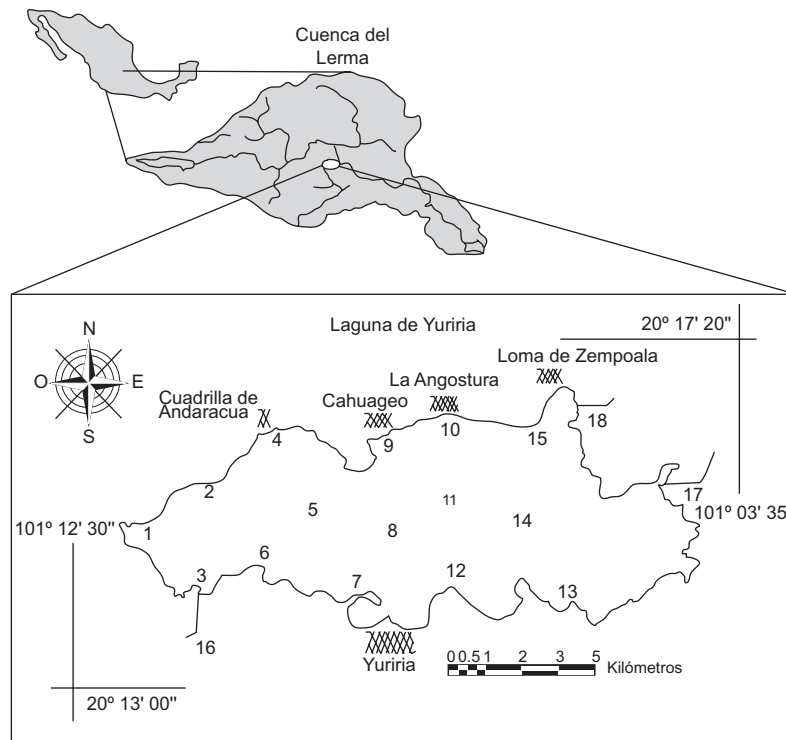 Cuenca del
Lerma
Laguna de Yuriria
20º 17' 20"
N
O
E
S
Loma de Zempoala
La Angostura
Cuadrilla de
Andaracua
Cahuageo
18
4
9
10
15
2
17
5
11
14
101º 03' 35"
101º 12' 30"
1
8
6
3
7
12
13
16
Yuriria
0 0.5 1 2 3 5
Kilómetros
20º 13' 00"